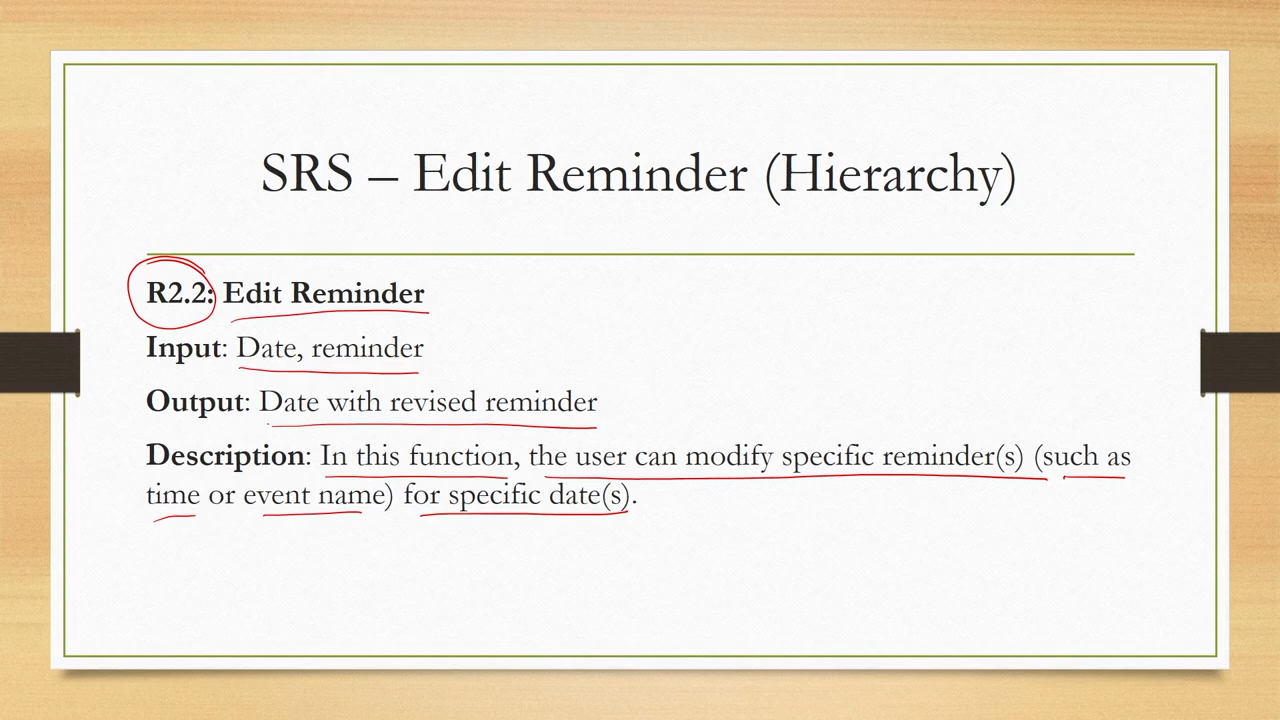 SRS – Edit Reminder (Hierarchy)
R2.2: Edit Reminder
Input: Date, reminder
Output: Date with revised reminder
Description: In this function, the user can modify specific reminder(s) (such as
time or event name) for specific date(s).